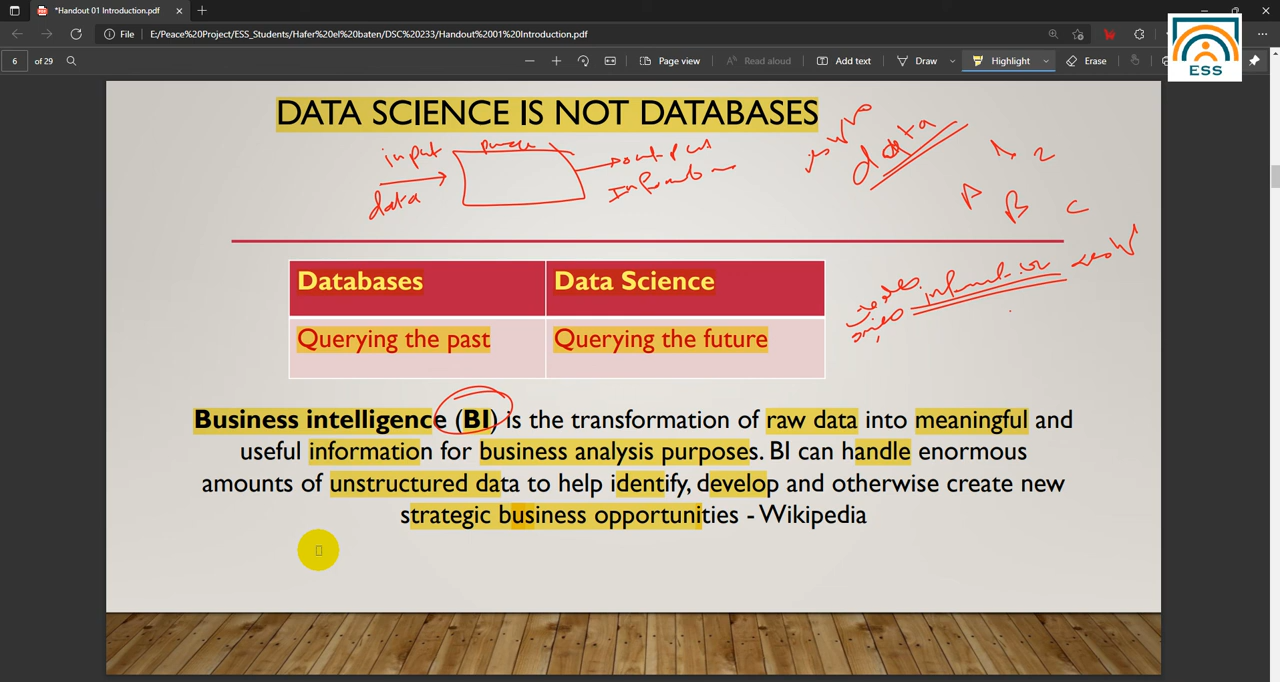 *Handout 01 Introduction.pdf
File
E:/Peace%20Project/ESS_Students/Hafer%20el%20baten/DSC%20233/Handout%2001%20Introduction.pdf
6 of 29
Page view
Read aloud
Add text
Draw
Highlight
Erase
ESS
DATA SCIENCE IS NOT DATABASES
input
data
data
A B C
Databases
Data Science
Querying the past
Querying the future
Business intelligence (BI) is the transformation of raw data into meaningful and
useful information for business analysis purposes. BI can handle enormous
amounts of unstructured data to help identify, develop and otherwise create new
strategic business opportunities - Wikipedia